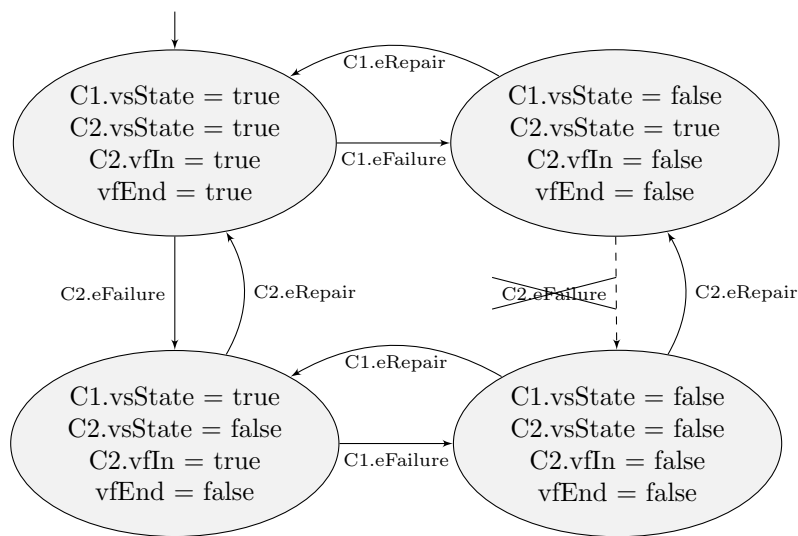 C1.eRepair
C1.vsState = true
C2.vsState = true
C2.vfIn = true
vfEnd = true
C1.eFailure
C1.vsState = false
C2.vsState = true
C2.vfIn = false
vfEnd = false
C2.eFailure
C2.eRepair
C2.eFailure
C2.eRepair
C1.eRepair
C1.vsState = true
C2.vsState = false
C2.vfIn = true
vfEnd = false
C1.eFailure
C1.vsState = false
C2.vsState = false
C2.vfIn = false
vfEnd = false